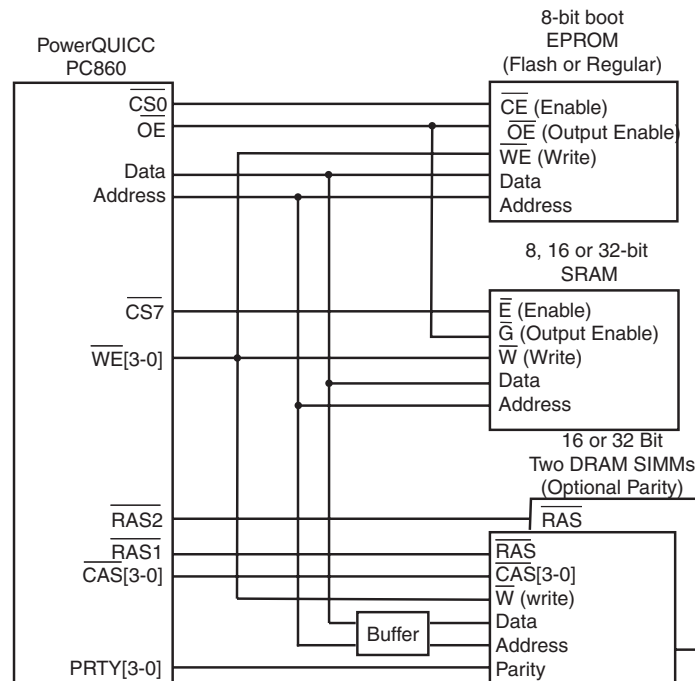 PowerQUICC
PC860
CS0
OE
Data
Address
CS7
WE[3-0]
RAS2
RAS1
CAS[3-0]
PRTY[3-0]
8-bit boot
EPROM
(Flash or Regular)
CE (Enable)
OE (Output Enable)
WE (Write)
Data
Address
8, 16 or 32-bit
SRAM
E (Enable)
G (Output Enable)
W (Write)
Data
Address
16 or 32 Bit
Two DRAM SIMMs
(Optional Parity)
RAS
RAS
CAS[3-0]
W (write)
Data
Address
Parity
Buffer